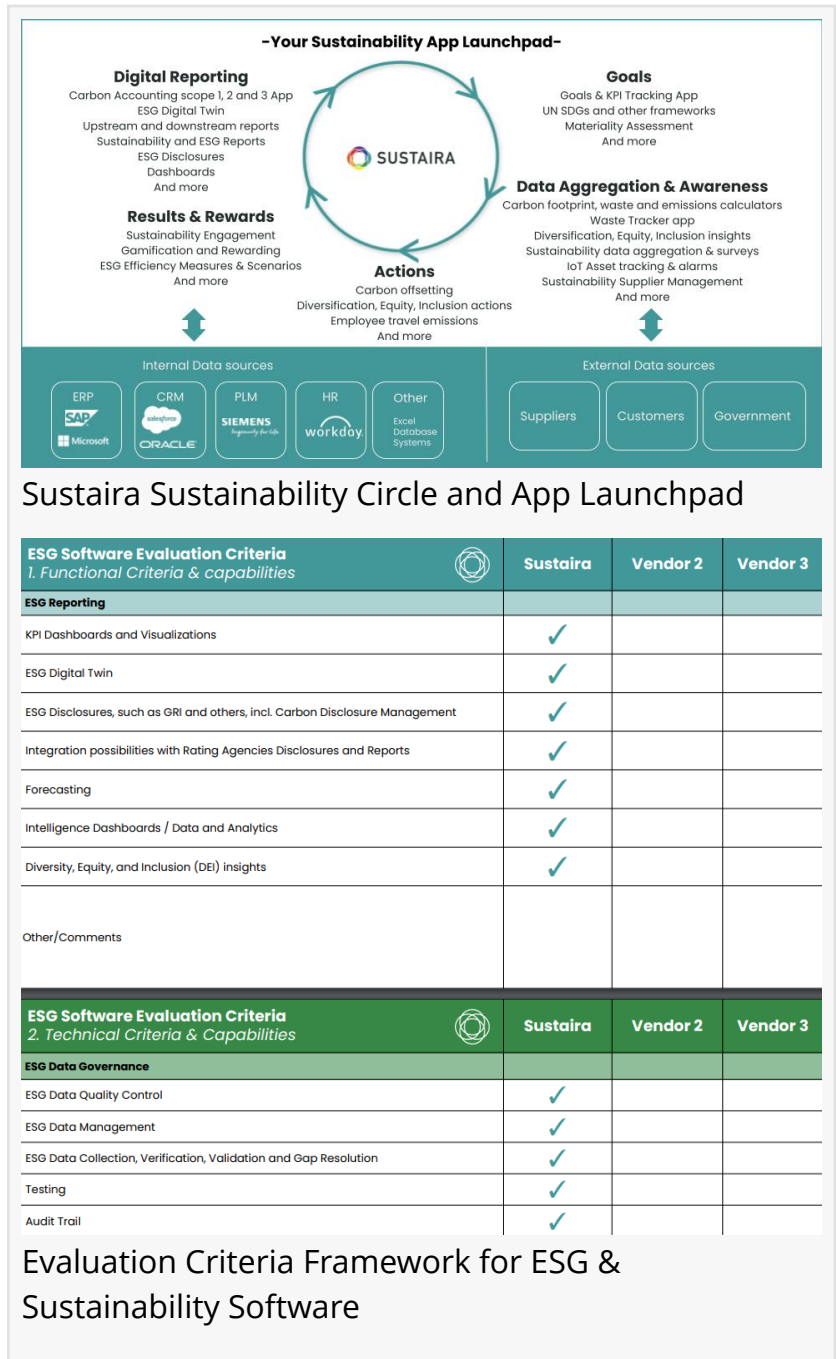 -Your Sustainability App Launchpad-
Digital Reporting
Carbon Accounting scope 1, 2 and 3 App
ESG Digital Twin
Upstream and downstream reports
Sustainability and ESG Reports
ESG Disclosures
Dashboards
And more
Goals
Goals & KPI Tracking App
UN SDGs and other frameworks
Materiality Assessment
And more
SUSTAIRA
Results & Rewards
Sustainability Engagement
Gamification and Rewarding
ESG Efficiency Measures & Scenarios
And more
Data Aggregation & Awareness
Carbon footprint, waste and emissions calculators
Waste Tracker app
Diversification, Equity, Inclusion insights
Sustainability data aggregation & surveys
IoT Asset tracking & alarms
Sustainability Supplier Management
And more
Actions
Carbon offsetting
Diversification, Equity, Inclusion actions
Employee travel emissions
And more
Internal Data sources
ERP
SAP
Microsoft
CRM
salesforce
ORACLE
PLM
SIEMENS
Ingenuity for life
HR
workday.
Other
Excel
Database
Systems
External Data sources
Suppliers
Customers
Government
Sustaira Sustainability Circle and App Launchpad
ESG Software Evaluation Criteria
1. Functional Criteria & capabilities
Sustaira Vendor 2 Vendor 3
ESG Reporting
KPI Dashboards and Visualizations ✓
ESG Digital Twin ✓
ESG Disclosures, such as GRI and others, incl. Carbon Disclosure Management ✓
Integration possibilities with Rating Agencies Disclosures and Reports ✓
Forecasting ✓
Intelligence Dashboards / Data and Analytics ✓
Diversity, Equity, and Inclusion (DEI) insights ✓
Other/Comments
ESG Software Evaluation Criteria
2. Technical Criteria & Capabilities
Sustaira Vendor 2 Vendor 3
ESG Data Governance
ESG Data Quality Control ✓
ESG Data Management ✓
ESG Data Collection, Verification, Validation and Gap Resolution ✓
Testing ✓
Audit Trail ✓
Evaluation Criteria Framework for ESG &
Sustainability Software